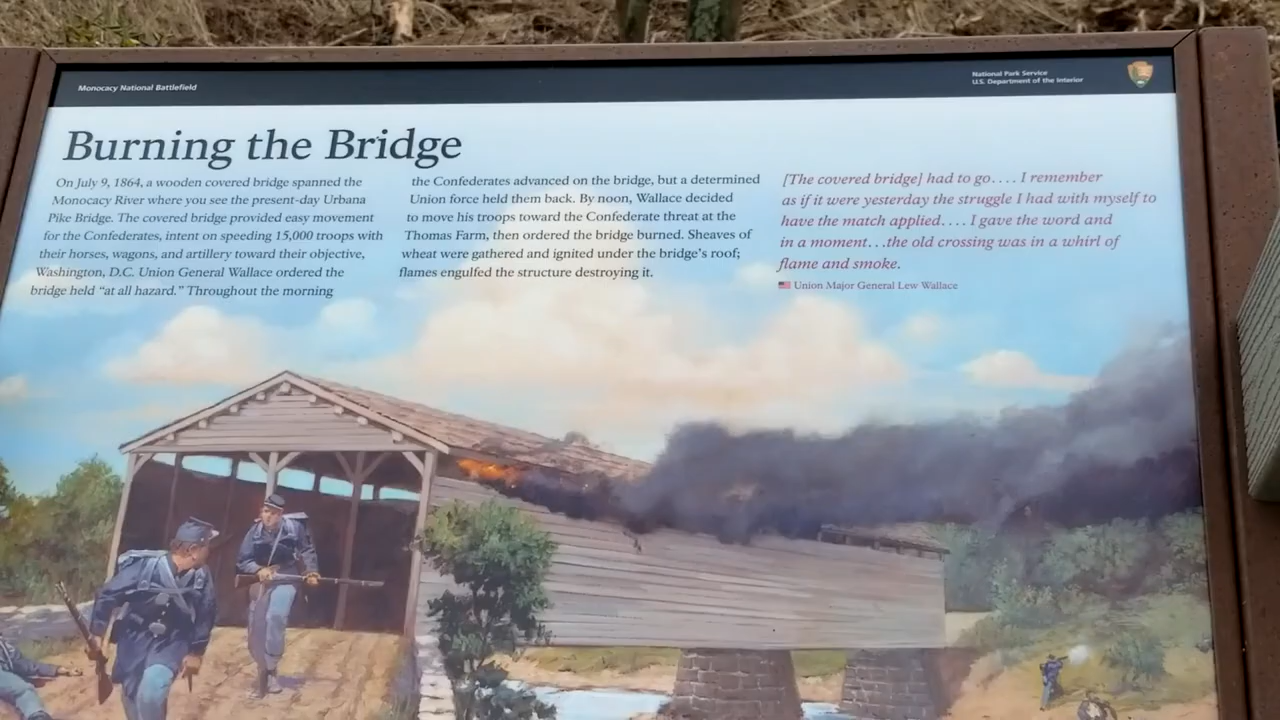 Monocacy National Battlefield
National Park Service
U.S. Department of the Interior
Burning the Bridge
On July 9, 1864, a wooden covered bridge spanned the
Monocacy River where you see the present-day Urbana
Pike Bridge. The covered bridge provided easy movement
for the Confederates, intent on speeding 15,000 troops with
their horses, wagons, and artillery toward their objective,
Washington, D.C. Union General Wallace ordered the
bridge held “at all hazard.” Throughout the morning
the Confederates advanced on the bridge, but a determined
Union force held them back. By noon, Wallace decided
to move his troops toward the Confederate threat at the
Thomas Farm, then ordered the bridge burned. Sheaves of
wheat were gathered and ignited under the bridge’s roof;
flames engulfed the structure destroying it.
[The covered bridge] had to go.... I remember
as if it were yesterday the struggle I had with myself to
have the match applied.... I gave the word and
in a moment...the old crossing was in a whirl of
flame and smoke.
Union Major General Lew Wallace